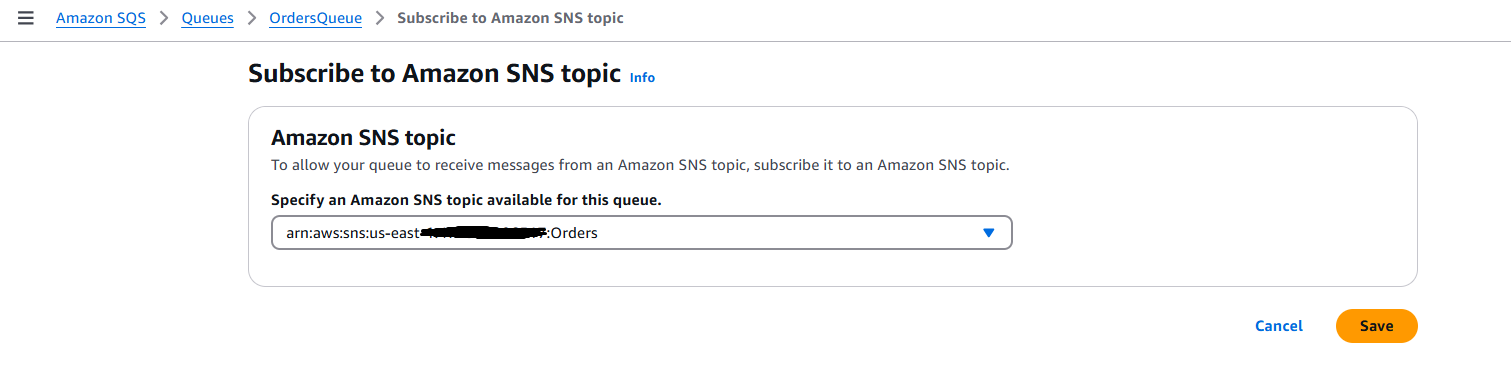 Amazon SQS > Queues > OrdersQueue > Subscribe to Amazon SNS topic
Subscribe to Amazon SNS topic Info
Amazon SNS topic
To allow your queue to receive messages from an Amazon SNS topic, subscribe it to an Amazon SNS topic.
Specify an Amazon SNS topic available for this queue.
arn:aws:sns:us-east :Orders
Cancel Save